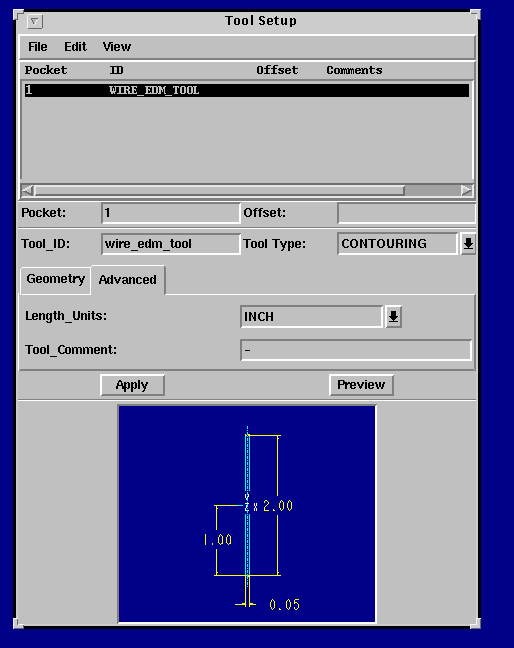 Tool Setup
File Edit View
Pocket ID Offset Comments
1 WIRE_EDM_TOOL
Pocket: 1 Offset:
Tool_ID: wire_edm_tool Tool Type: CONTOURING
Geometry Advanced
Length_Units: INCH
Tool_Comment: -
Apply Preview
Y
Z X 2.00
1.00
0.05